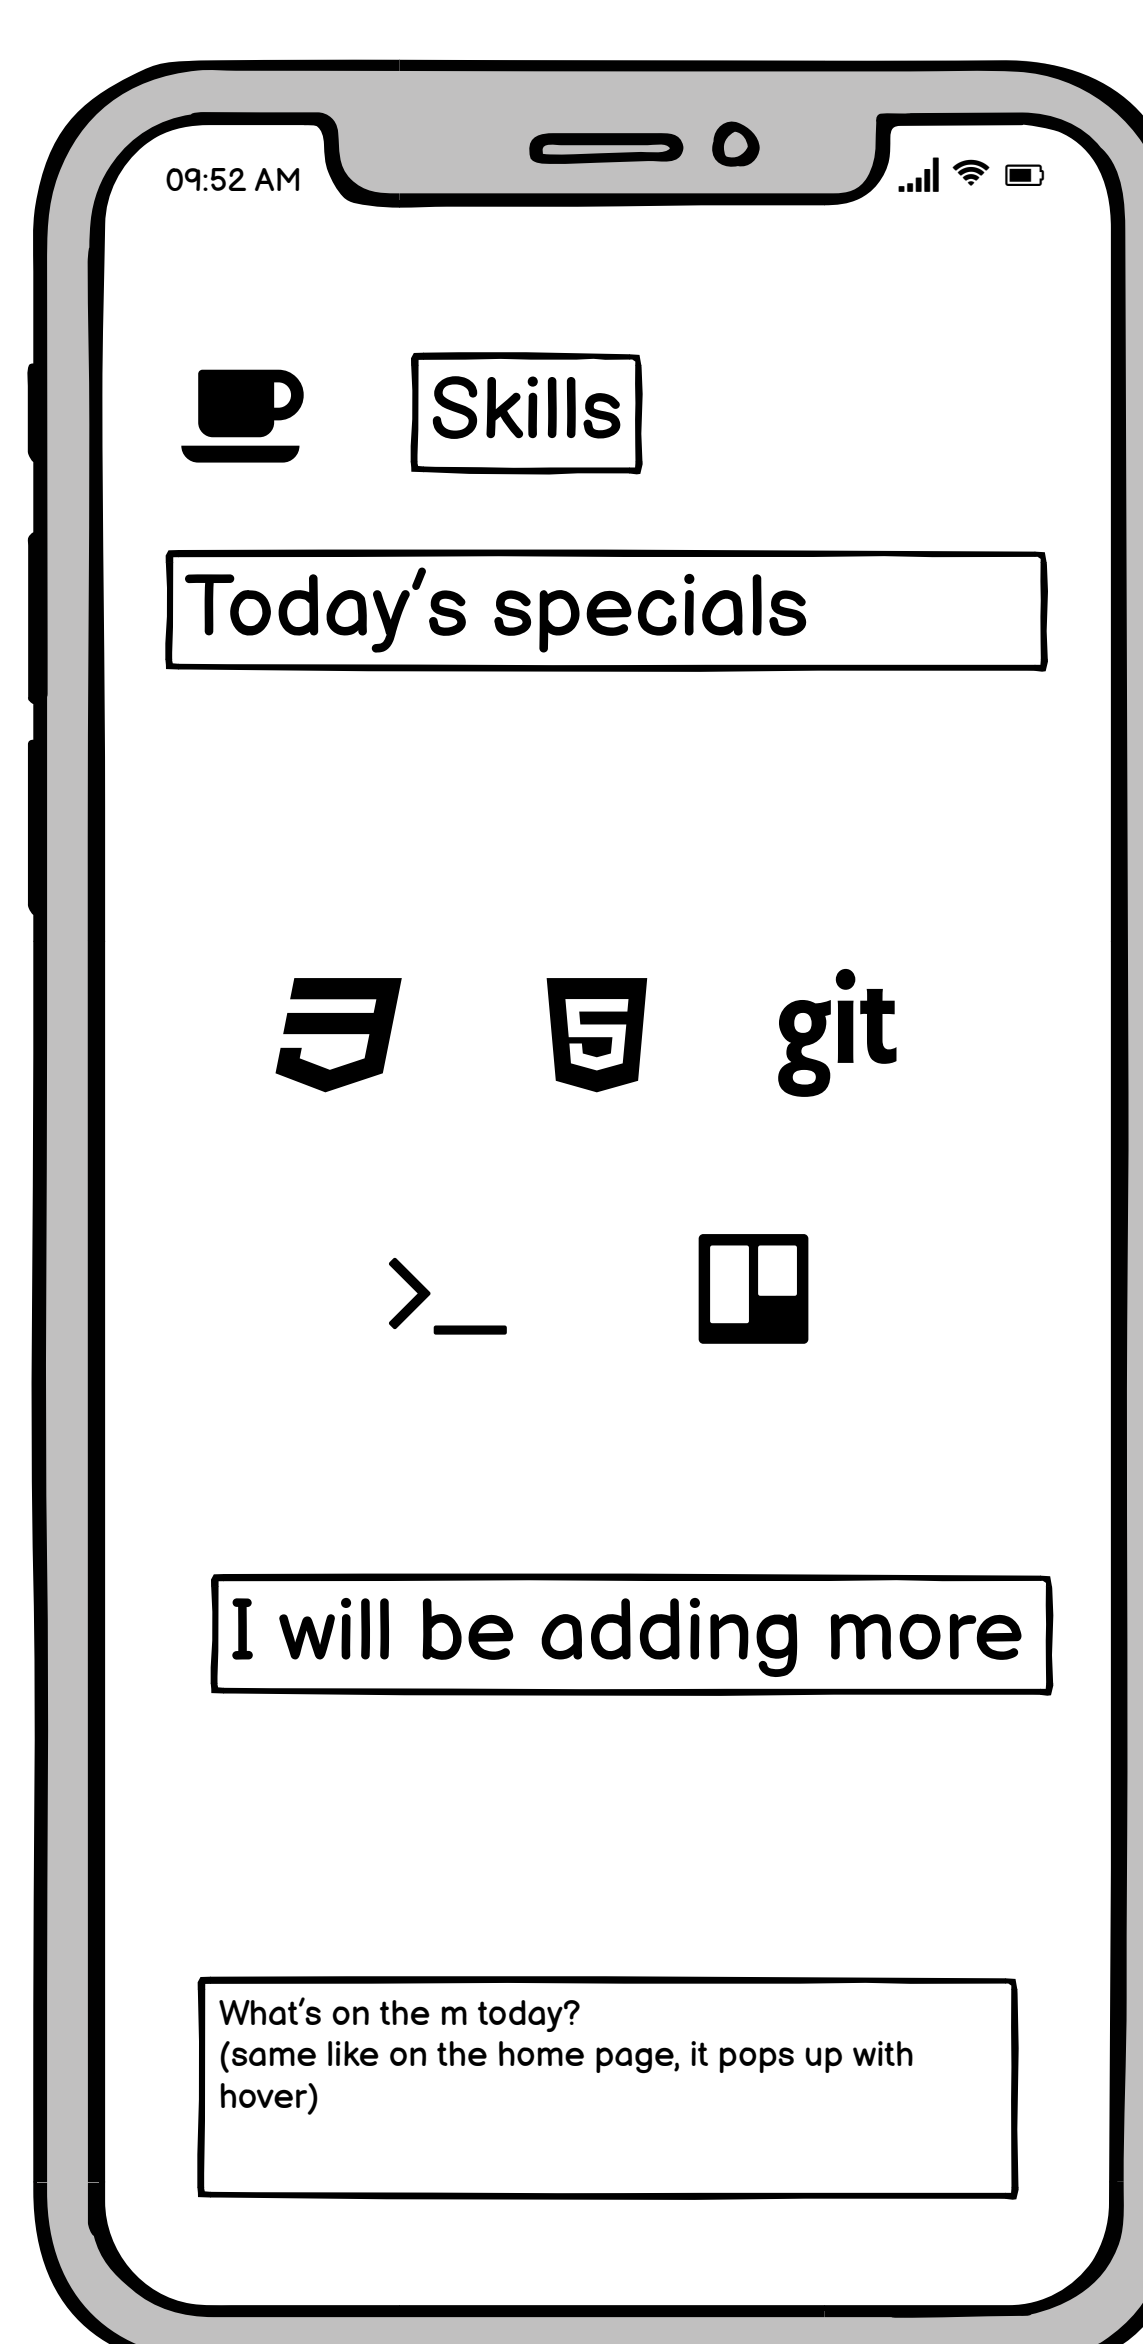 09:52 AM
Skills
Today's specials
git
>_
I will be adding more
What's on the m today?
(same like on the home page, it pops up with
hover)